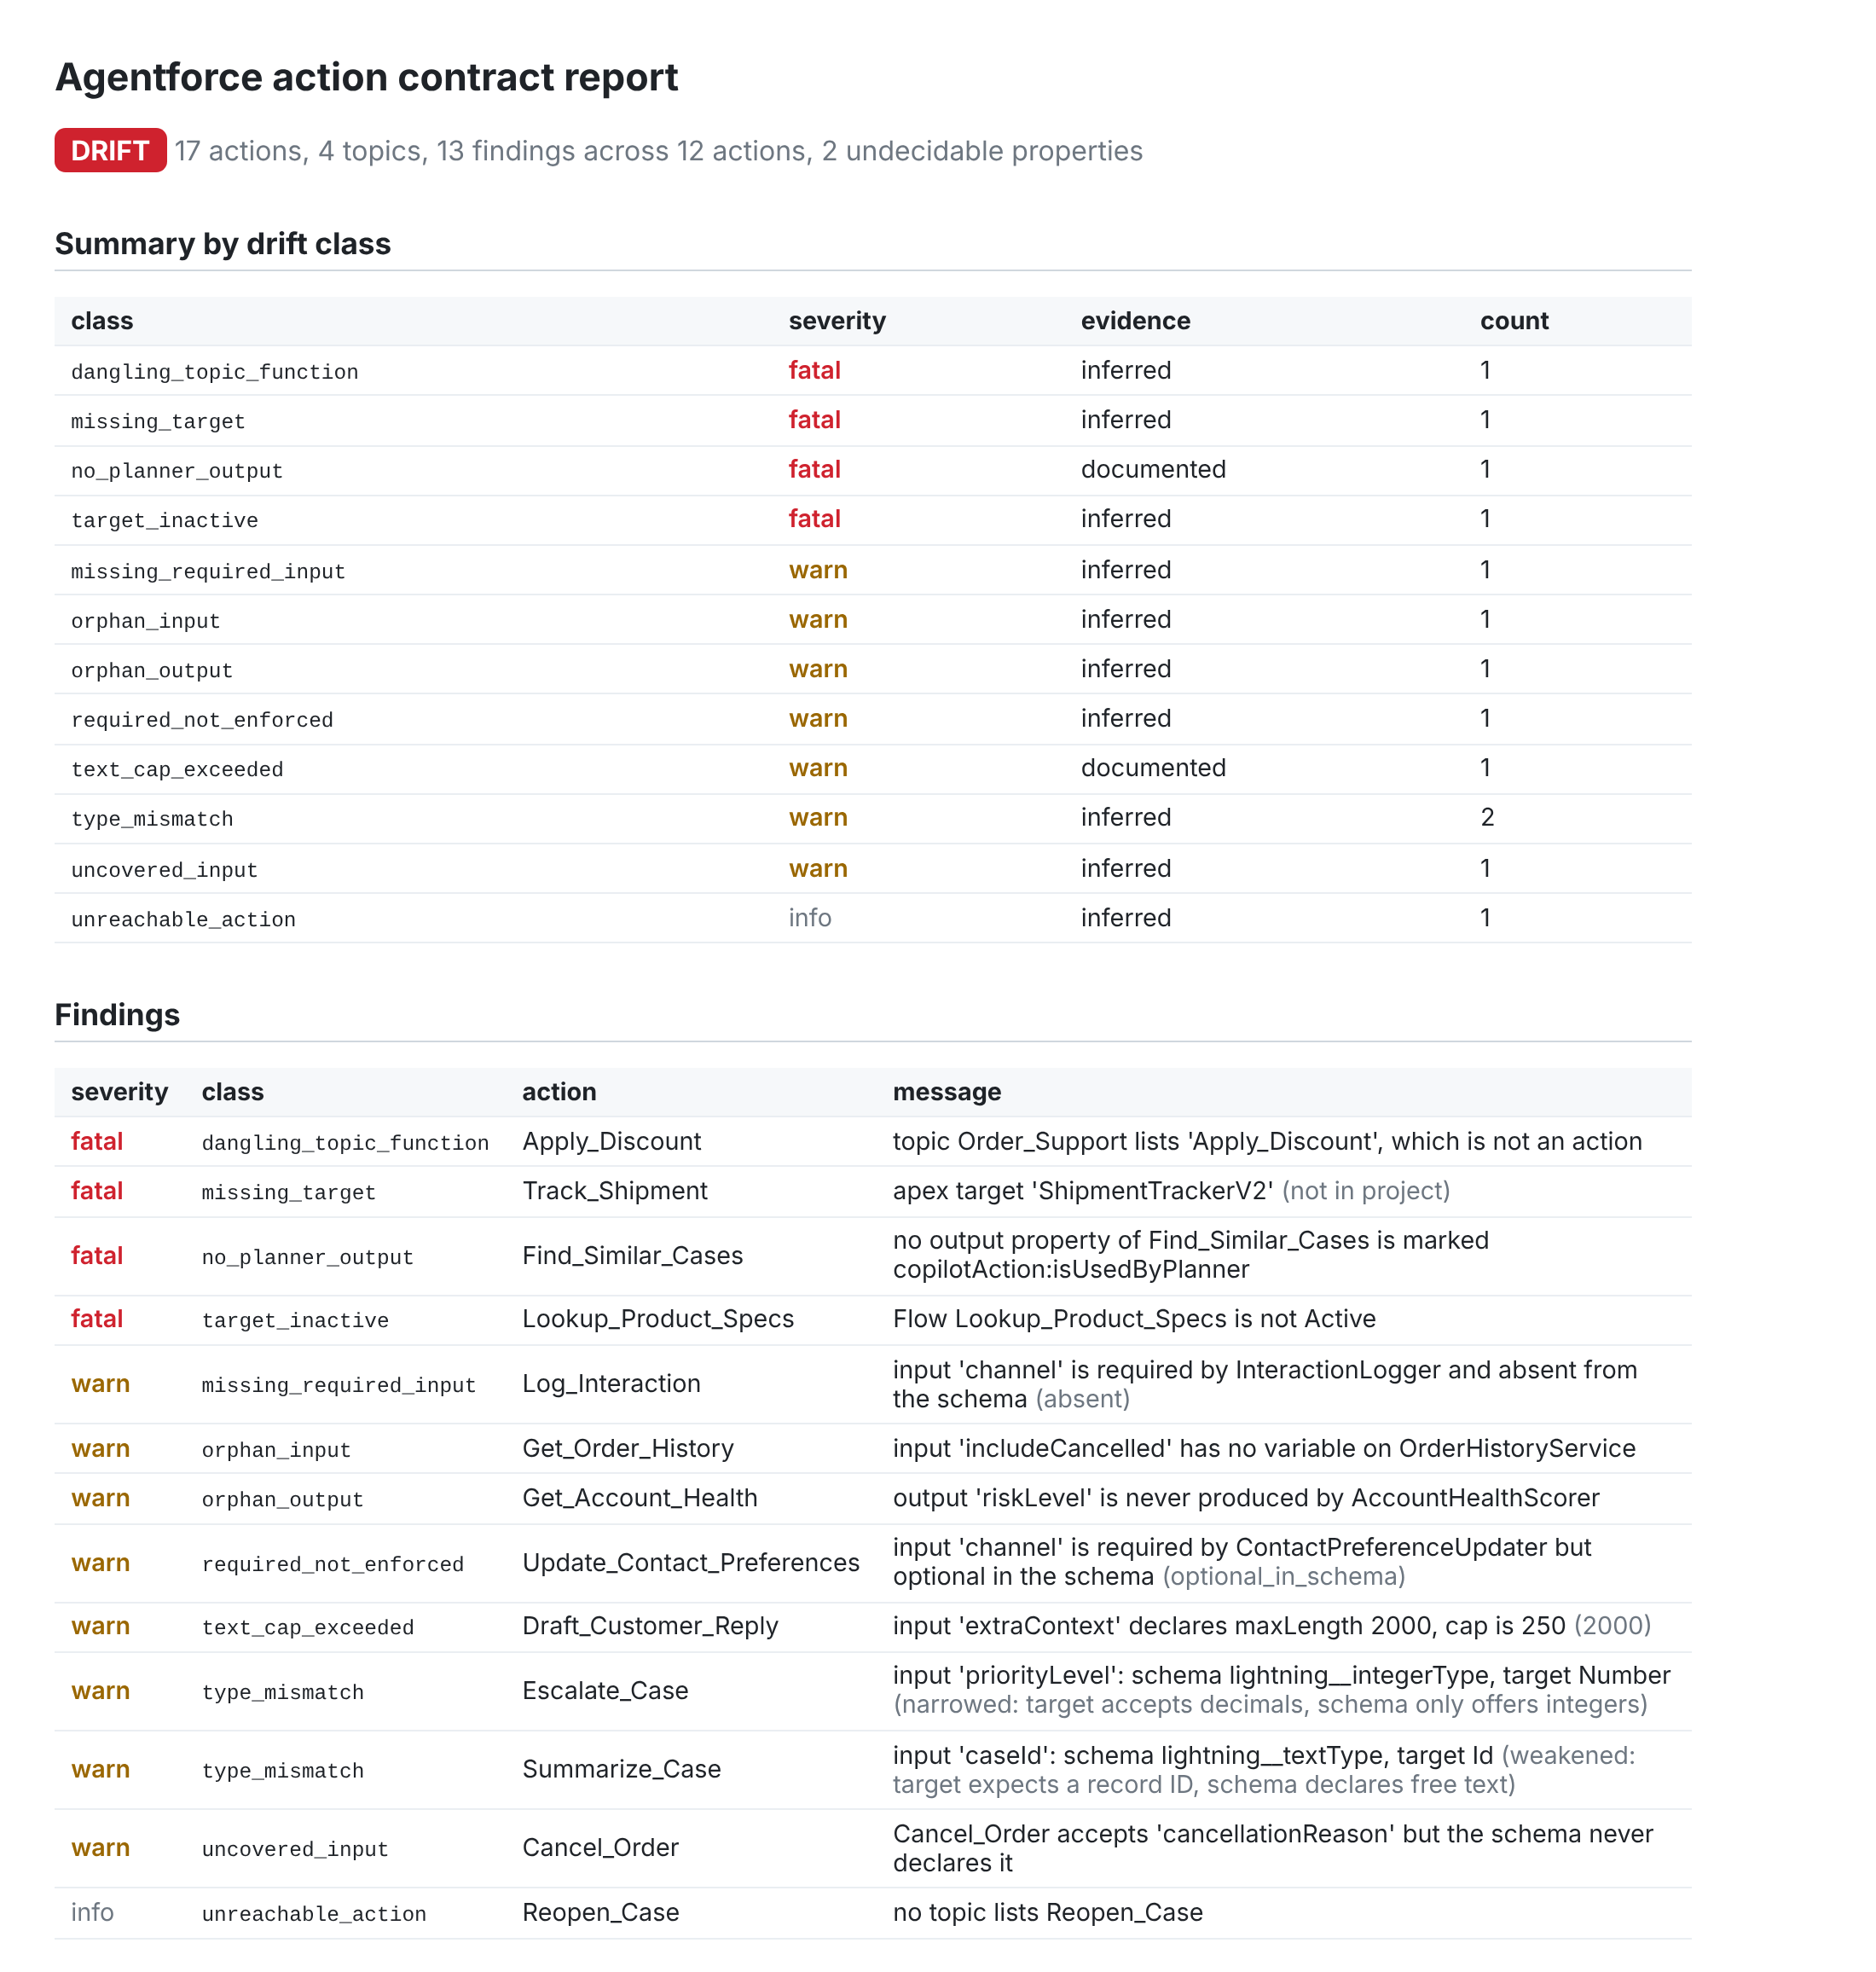 Agentforce action contract report
DRIFT 17 actions, 4 topics, 13 findings across 12 actions, 2 undecidable properties
Summary by drift class
class severity evidence count
dangling_topic_function fatal inferred 1
missing_target fatal inferred 1
no_planner_output fatal documented 1
target_inactive fatal inferred 1
missing_required_input warn inferred 1
orphan_input warn inferred 1
orphan_output warn inferred 1
required_not_enforced warn inferred 1
text_cap_exceeded warn documented 1
type_mismatch warn inferred 2
uncovered_input warn inferred 1
unreachable_action info inferred 1
Findings
severity class action message
fatal dangling_topic_function Apply_Discount topic Order_Support lists 'Apply_Discount', which is not an action
fatal missing_target Track_Shipment apex target 'ShipmentTrackerV2' (not in project)
fatal no_planner_output Find_Similar_Cases no output property of Find_Similar_Cases is marked
copilotAction:isUsedByPlanner
fatal target_inactive Lookup_Product_Specs Flow Lookup_Product_Specs is not Active
warn missing_required_input Log_Interaction input 'channel' is required by InteractionLogger and absent from
the schema (absent)
warn orphan_input Get_Order_History input 'includeCancelled' has no variable on OrderHistoryService
warn orphan_output Get_Account_Health output 'riskLevel' is never produced by AccountHealthScorer
warn required_not_enforced Update_Contact_Preferences input 'channel' is required by ContactPreferenceUpdater but
optional in the schema (optional_in_schema)
warn text_cap_exceeded Draft_Customer_Reply input 'extraContext' declares maxLength 2000, cap is 250 (2000)
warn type_mismatch Escalate_Case input 'priorityLevel': schema lightning__integerType, target Number
(narrowed: target accepts decimals, schema only offers integers)
warn type_mismatch Summarize_Case input 'caseId': schema lightning__textType, target Id (weakened:
target expects a record ID, schema declares free text)
warn uncovered_input Cancel_Order Cancel_Order accepts 'cancellationReason' but the schema never
declares it
info unreachable_action Reopen_Case no topic lists Reopen_Case